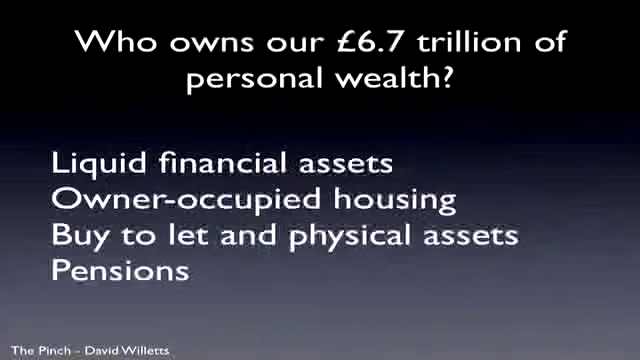 Who owns our £6.7 trillion of
personal wealth?
Liquid financial assets
Owner-occupied housing
Buy to let and physical assets
Pensions
The Pinch - David Willetts